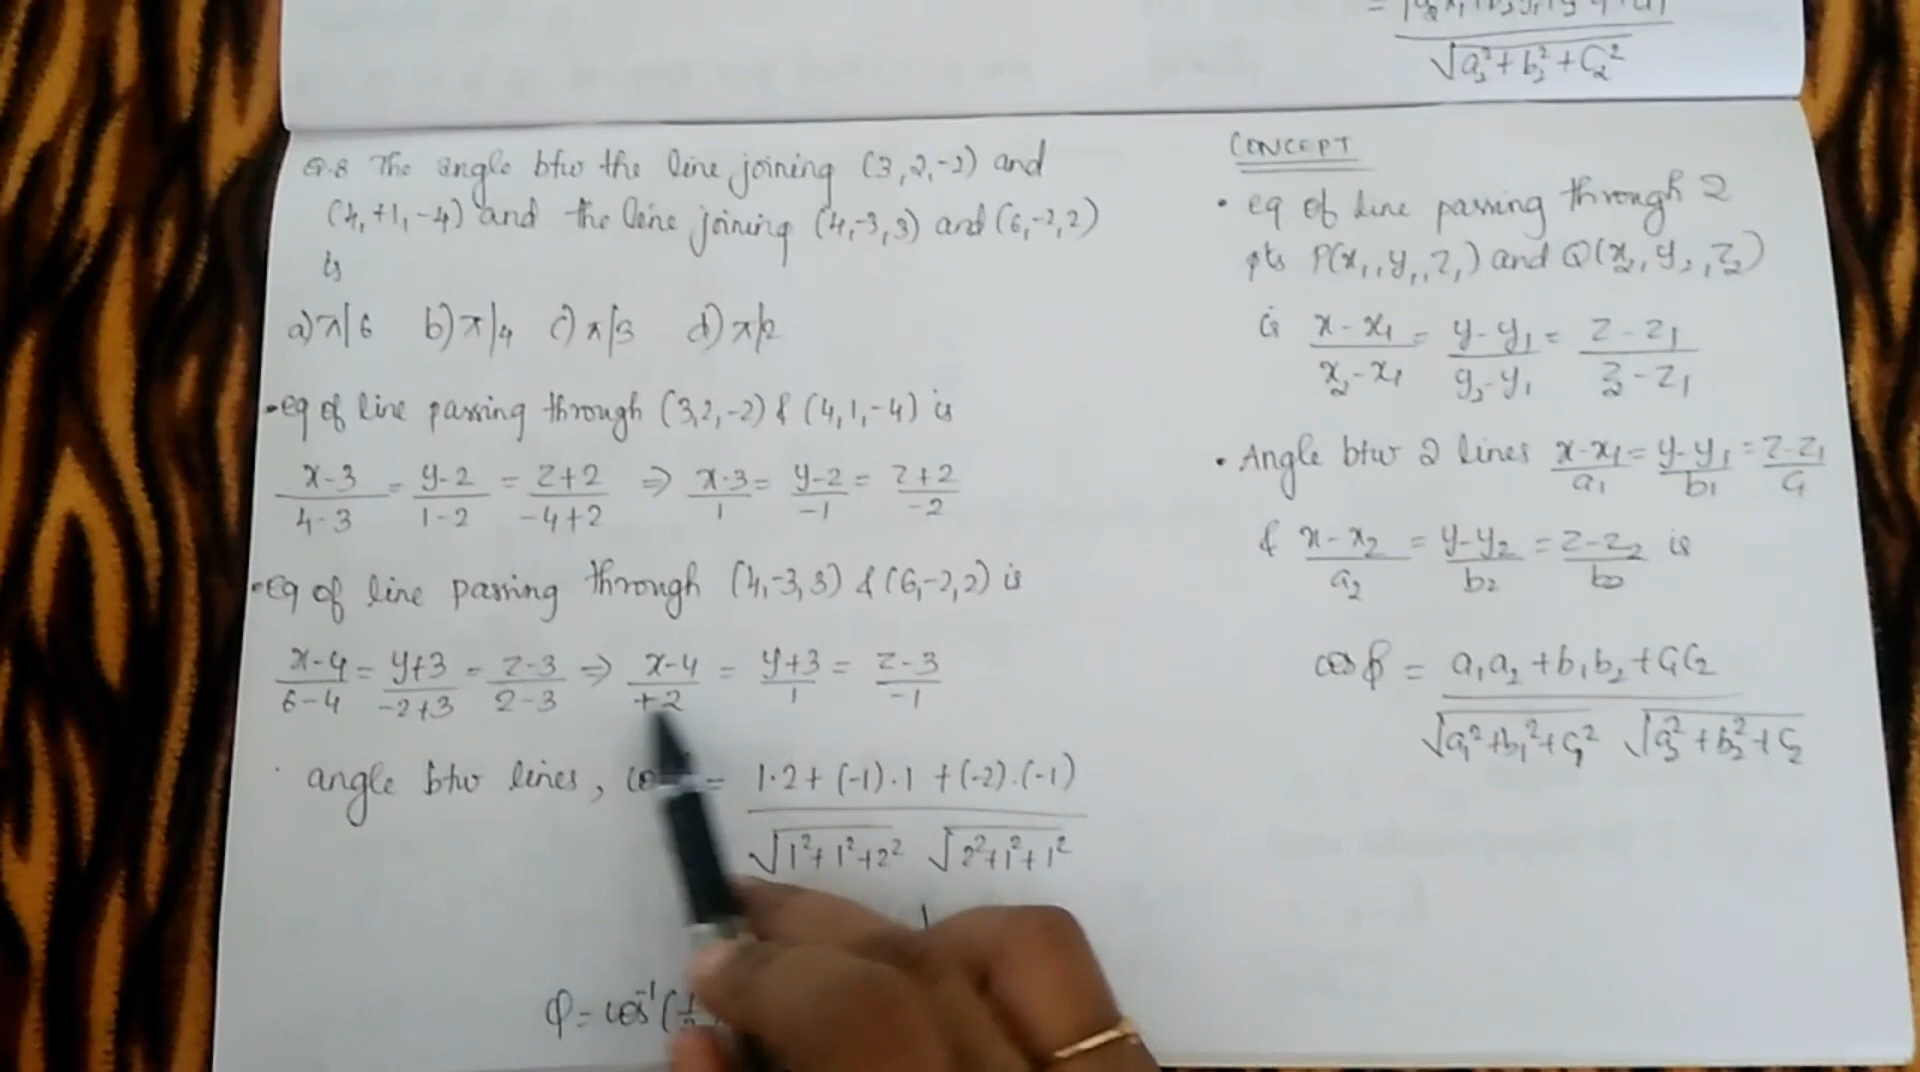 √a₂²+b₂²+c₂²
Q.8 The angle btw the line joining (3,2,-2) and
(4,+1,-4) and the line joining (4,-3,3) and (6,-2,2)
is
a) π/6 b) π/4 c) π/3 d) π/2
•eq of line passing through (3,2,-2) & (4,1,-4) is
x-3/4-3 = y-2/1-2 = z+2/-4+2 ⇒ x-3/1 = y-2/-1 = z+2/-2
•eq of line passing through (4,-3,3) & (6,-2,2) is
x-4/6-4 = y+3/-2+3 = z-3/2-3 ⇒ x-4/+2 = y+3/1 = z-3/-1
angle btw lines, = 1·2+(-1)·1+(-2)·(-1)
√1²+1²+2² √2²+1²+1²
φ=cos⁻¹(
CONCEPT
• eq of line passing through 2
pts P(x₁,y₁,z₁) and Q(x₂,y₂,z₂)
is x-x₁/x₂-x₁ = y-y₁/y₂-y₁ = z-z₁/z₂-z₁
• Angle btw 2 lines x-x₁/a₁ = y-y₁/b₁ = z-z₁/c₁
& x-x₂/a₂ = y-y₂/b₂ = z-z₂/b₂ is
cosφ = a₁a₂+b₁b₂+c₁c₂
√a₁²+b₁²+c₁² √a₂²+b₂²+c₂